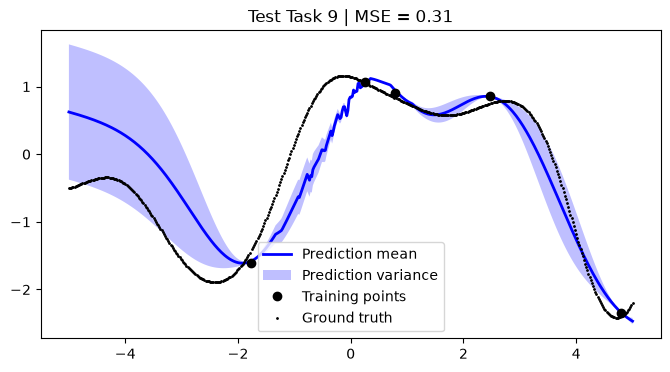 Test Task 9 | MSE = 0.31
1
0
−1
−2
Prediction mean
Prediction variance
Training points
Ground truth
−4
−2
0
2
4